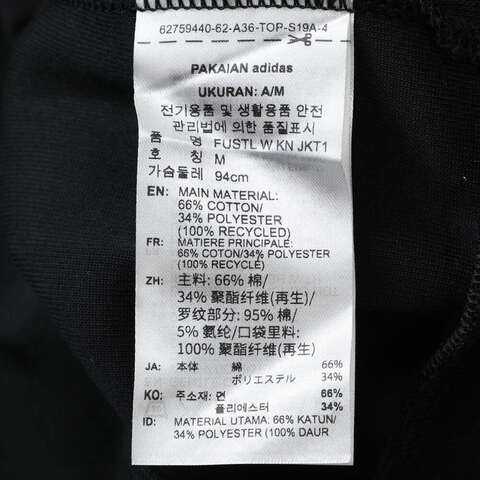 62759440-62-A36-TOP-S19A-4
PAKAIAN adidas
UKURAN: A/M
전기용품 및 생활용품 안전
관리법에 의한 품질표시
품 명 FUSTL W KN JKT1
호 칭 M
가슴둘레 94cm
EN: MAIN MATERIAL:
66% COTTON/
34% POLYESTER
(100% RECYCLED)
FR: MATIERE PRINCIPALE:
66% COTON/34% POLYESTER
(100% RECYCLÉ)
ZH: 主料: 66% 棉/
34% 聚酯纤维(再生)/
罗纹部分: 95% 棉/
5% 氨纶/口袋里料:
100% 聚酯纤维(再生)
JA: 本体 綿 66%
ポリエステル 34%
KO: 주소재: 면 66%
폴리에스터 34%
ID: MATERIAL UTAMA: 66% KATUN/
34% POLYESTER (100% DAUR